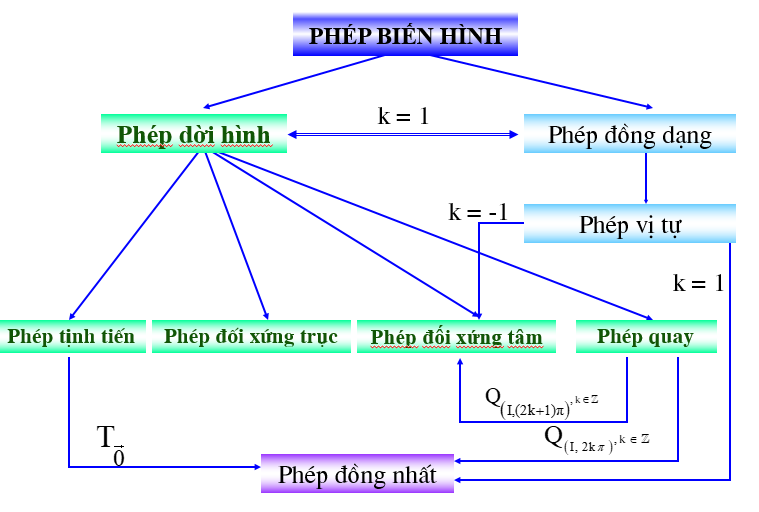 PHÉP BIẾN HÌNH
k = 1
Phép dời hình
Phép đồng dạng
k = -1
Phép vị tự
k = 1
Phép tịnh tiến
Phép đối xứng trục
Phép đối xứng tâm
Phép quay
Q(I,(2k+1)π), k∈ℤ
T0⃗
Q(I, 2kπ), k ∈ ℤ
Phép đồng nhất